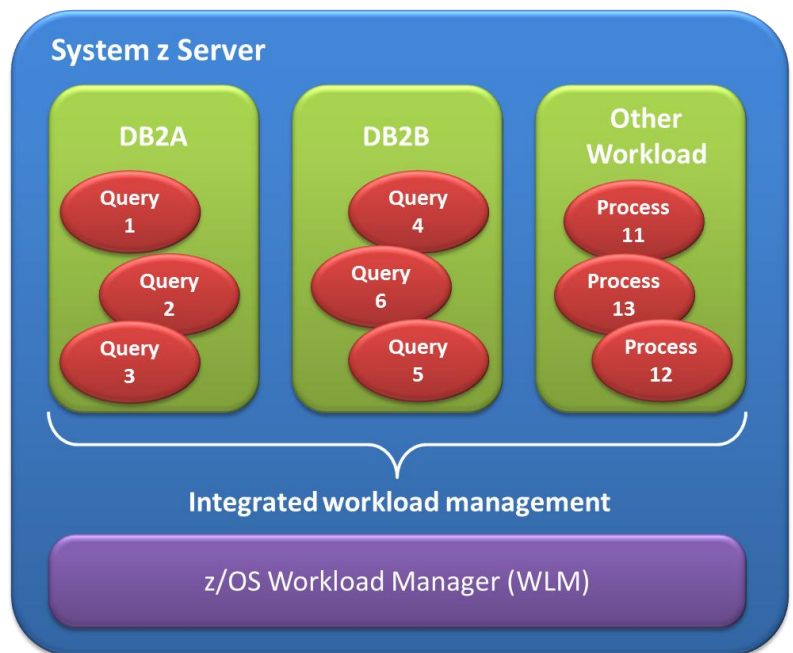 System z Server
DB2A
Query
1
Query
2
Query
3
DB2B
Query
4
Query
6
Query
5
Other
Workload
Process
11
Process
13
Process
12
Integrated workload management
z/OS Workload Manager (WLM)